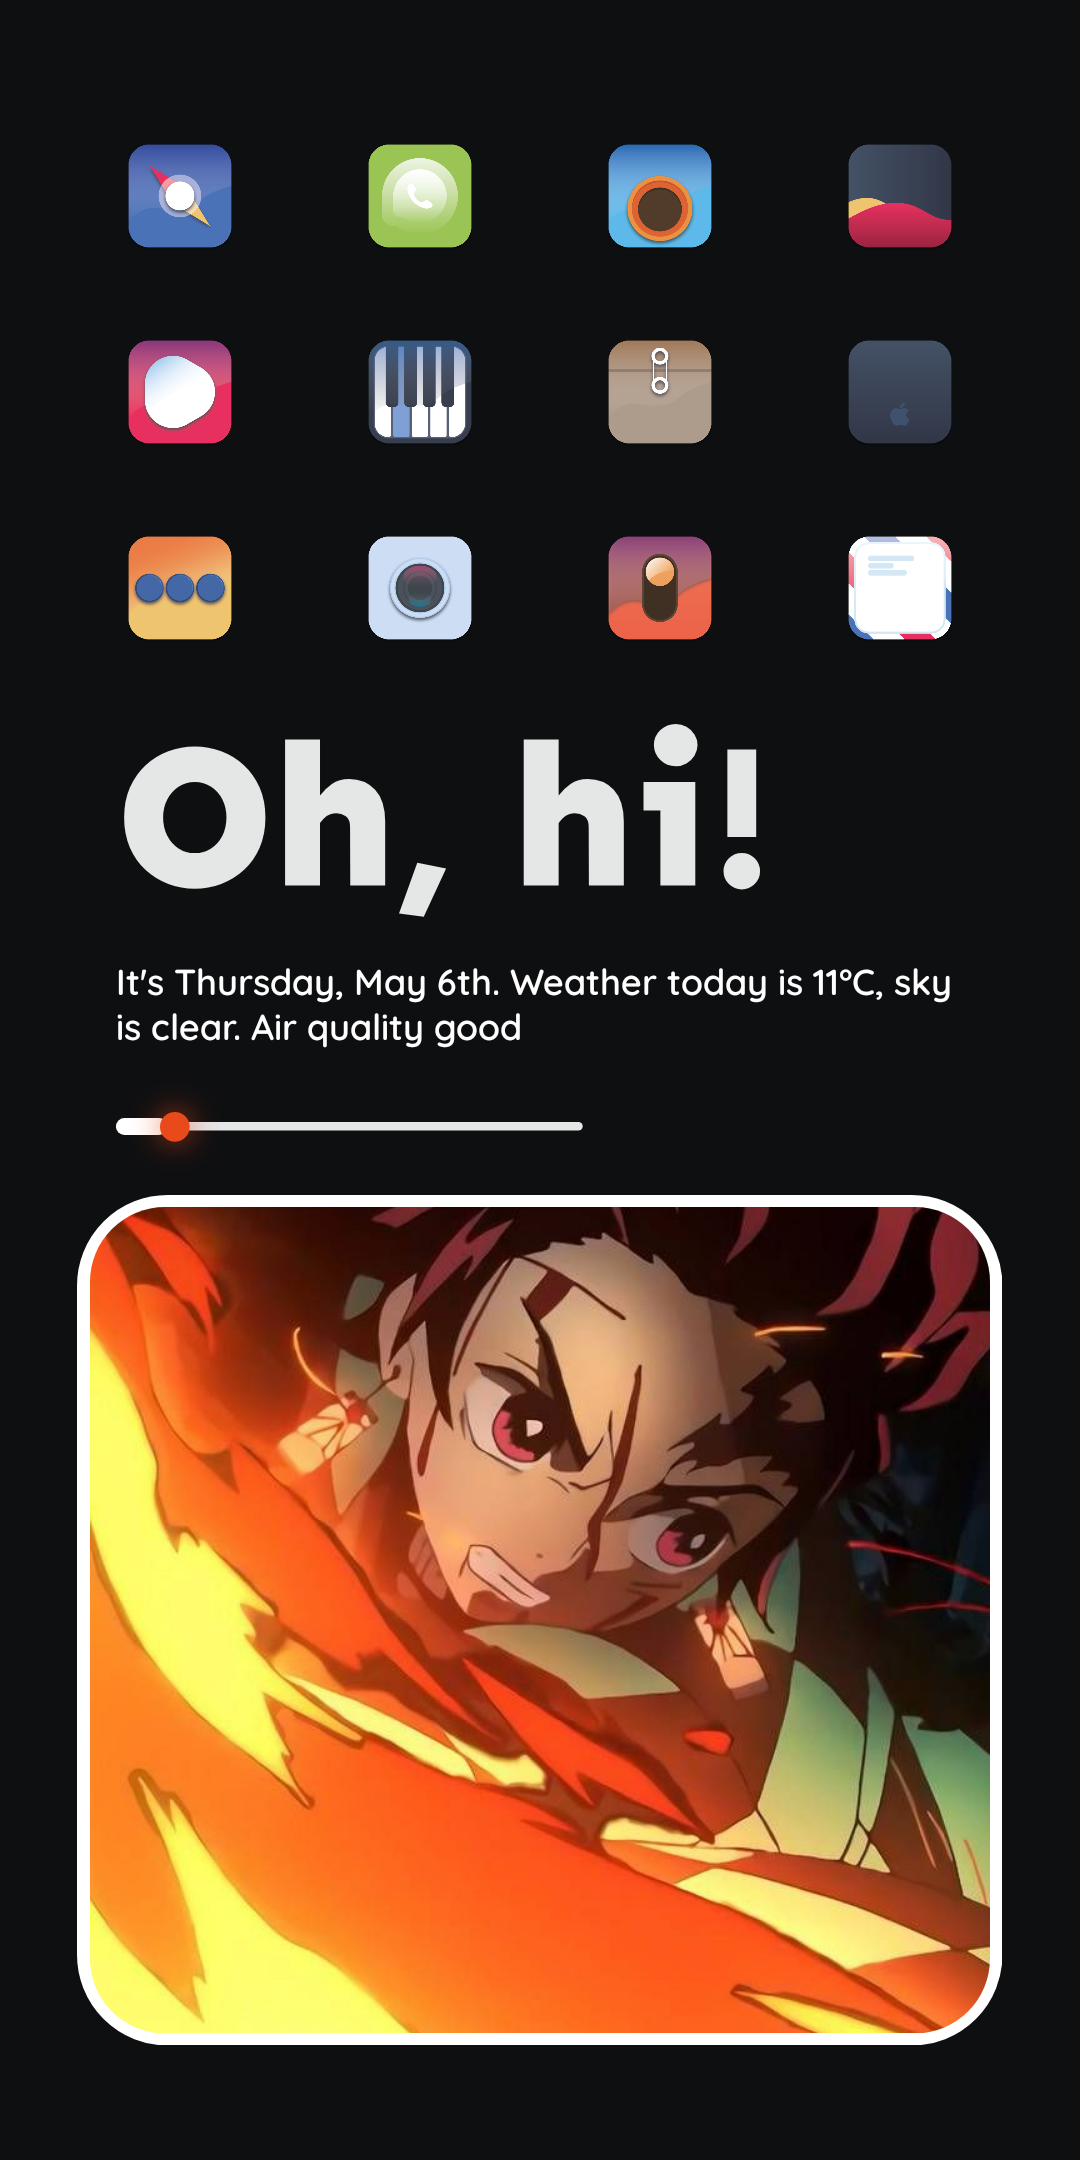 Oh, hi!
It's Thursday, May 6th. Weather today is 11°C, sky
is clear. Air quality good